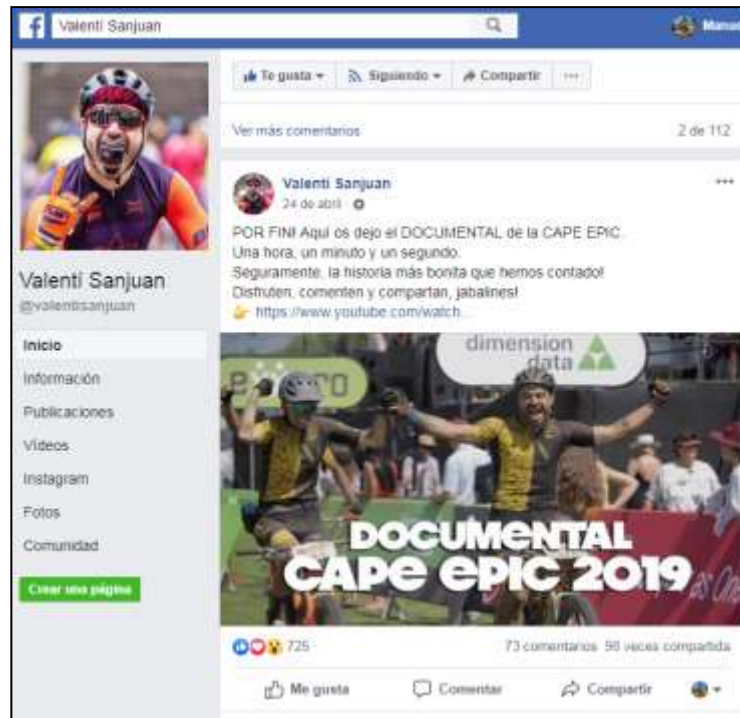 Valenti Sanjuan
Te gusta
Siguiendo
Compartir
Ver más comentarios
2 de 112
Valentí Sanjuan
24 de abril
POR FIN! Aquí os dejo el DOCUMENTAL de la CAPE EPIC.
Una hora, un minuto y un segundo.
Seguramente, la historia más bonita que hemos contado!
Disfruten, comenten y compartan, jabalines!
https://www.youtube.com/watch...
Valentí Sanjuan
@valentisanjuan
Inicio
Información
Publicaciones
Vídeos
Instagram
Fotos
Comunidad
Crear una página
dimension
data
DOCUMENTAL
CAPE EPIC 2019
725
73 comentarios 98 veces compartida
Me gusta
Comentar
Compartir